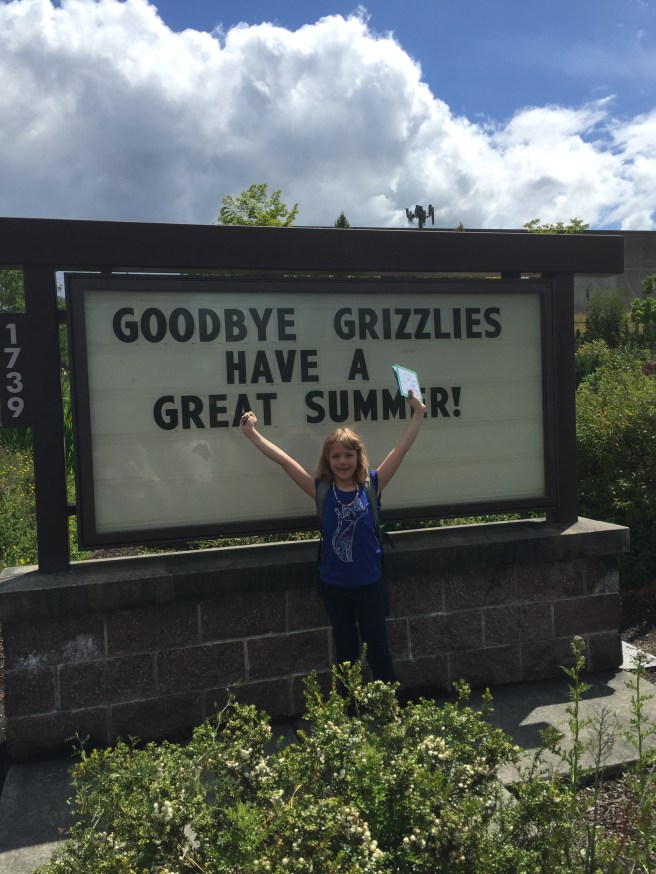 GOODBYE GRIZZLIES
HAVE A
GREAT SUMMER!
1739